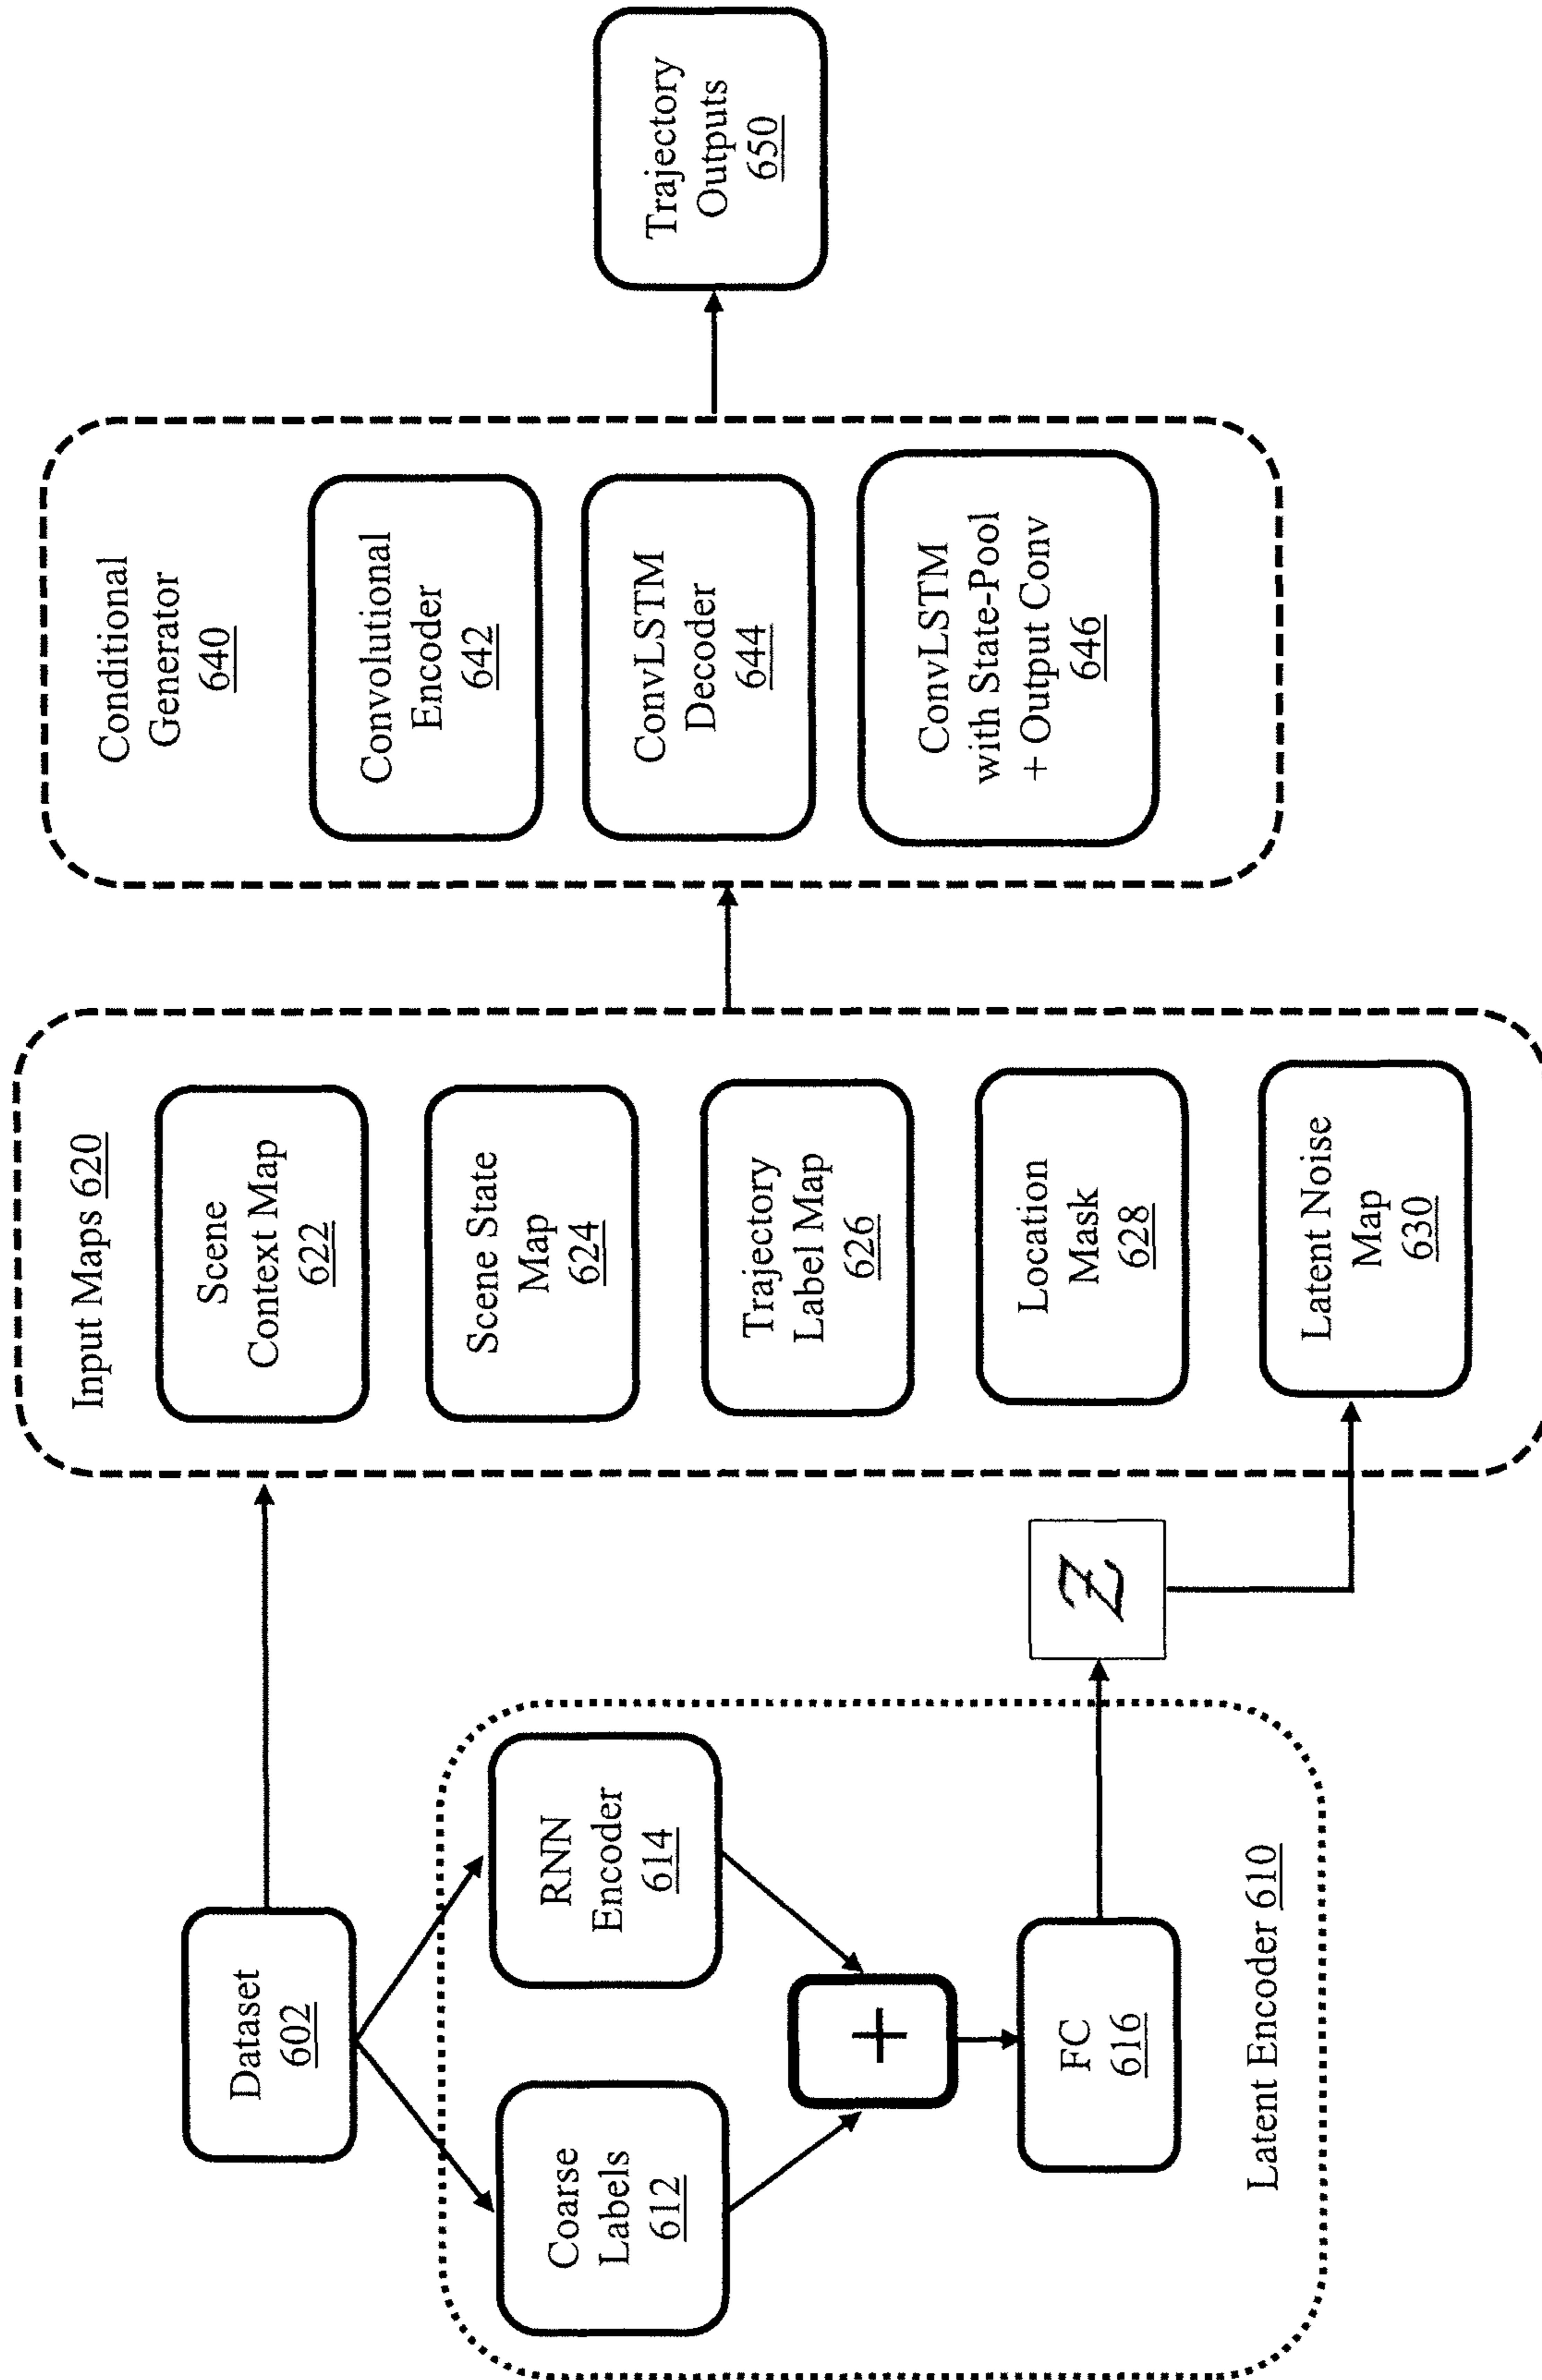 Dataset
602
Coarse
Labels
612
RNN
Encoder
614
+
FC
616
Latent Encoder 610
Z
Input Maps 620
Scene
Context Map
622
Scene State
Map
624
Trajectory
Label Map
626
Location
Mask
628
Latent Noise
Map
630
Conditional
Generator
640
Convolutional
Encoder
642
ConvLSTM
Decoder
644
ConvLSTM
with State-Pool
+ Output Conv
646
Trajectory
Outputs
650